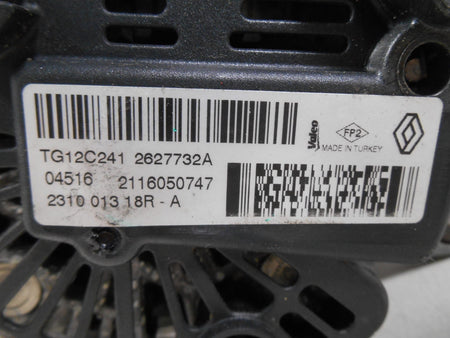 Valeo
FP2
MADE IN TURKEY
TG12C241 2627732A
04516 2116050747
2310 013 18R - A